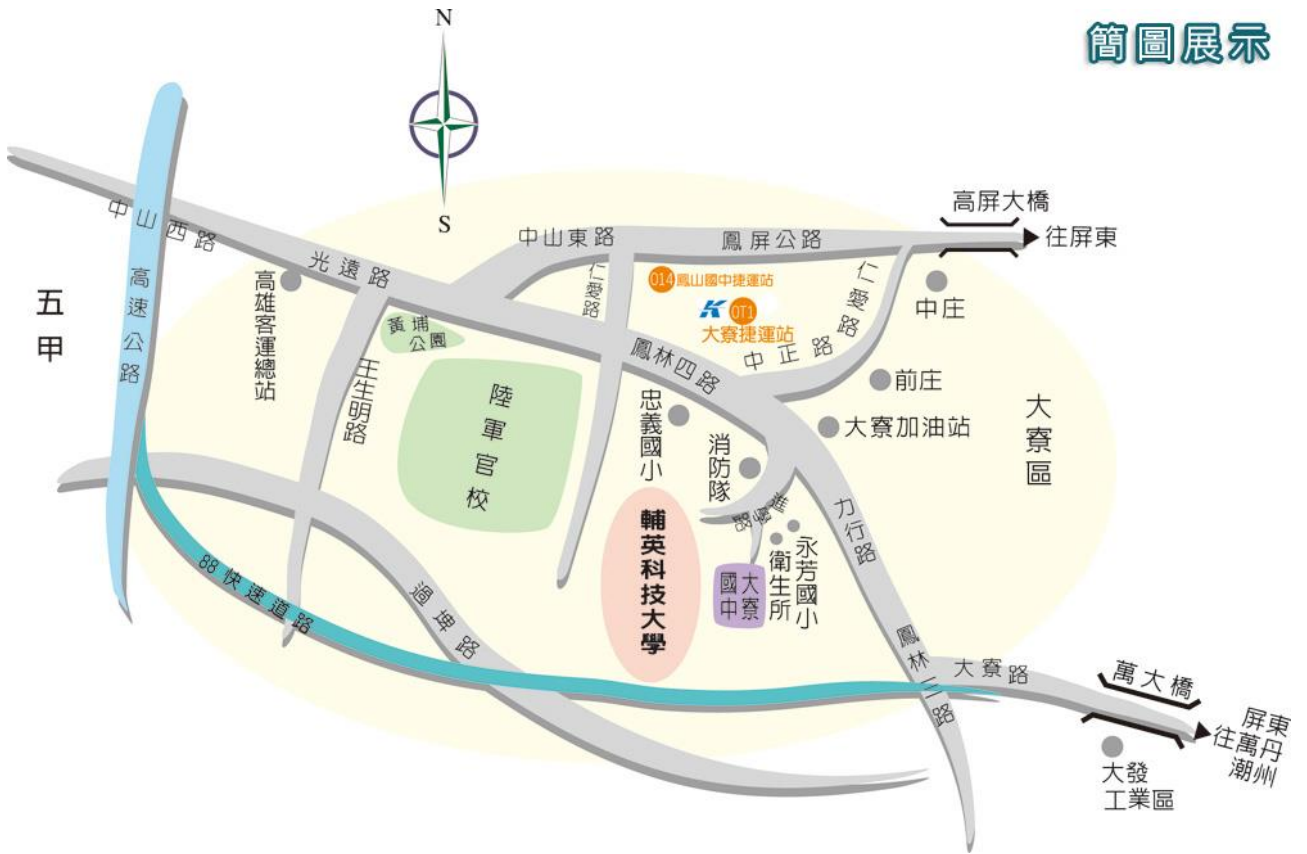 簡圖展示
N
S
高屏大橋
往屏東
中山西路
高速公路
五甲
光遠路
高雄客運總站
中山東路
鳳屏公路
仁愛路
仁愛路
014鳳山國中捷運站
K OT1
大寮捷運站
中庄
黃埔
公園
王生明路
鳳林四路
中正路
前庄
陸軍官校
忠義國小
消防隊
大寮加油站
大寮區
進學路
力行路
輔英科技大學
大寮
國中
衛生所
永芳國小
88快速道路
過埤路
鳳林三路
大寮路
萬大橋
屏東
往萬丹
潮州
大發
工業區